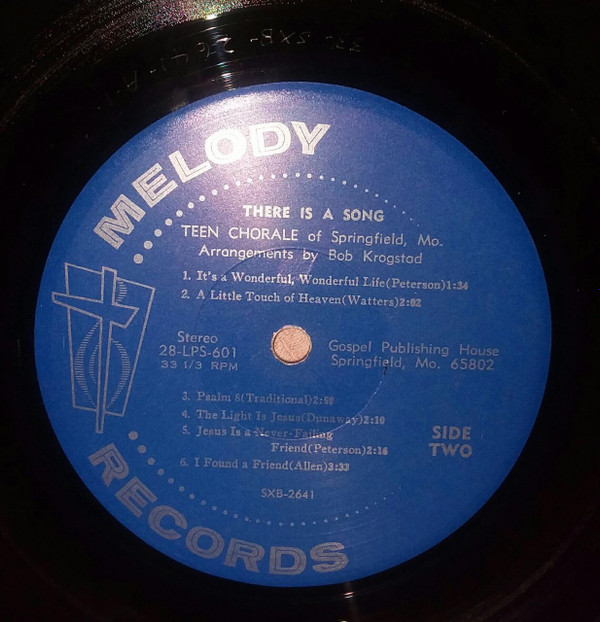 MELODY
THERE IS A SONG
TEEN CHORALE of Springfield, Mo.
Arrangements by Bob Krogstad
1. It's a Wonderful, Wonderful Life(Peterson)1:34
2. A Little Touch of Heaven(Watters)2:02
Stereo
28-LPS-601
33 1/3 RPM
Gospel Publishing House
Springfield, Mo. 65802
3. Psalm 8(Traditional)
4. The Light Is Jesus(Dunaway)2:10
5. Jesus Is a Never-Failing
Friend(Peterson)2:16
6. I Found a Friend(Allen)3:33
SIDE
TWO
SXB-2641
RECORDS